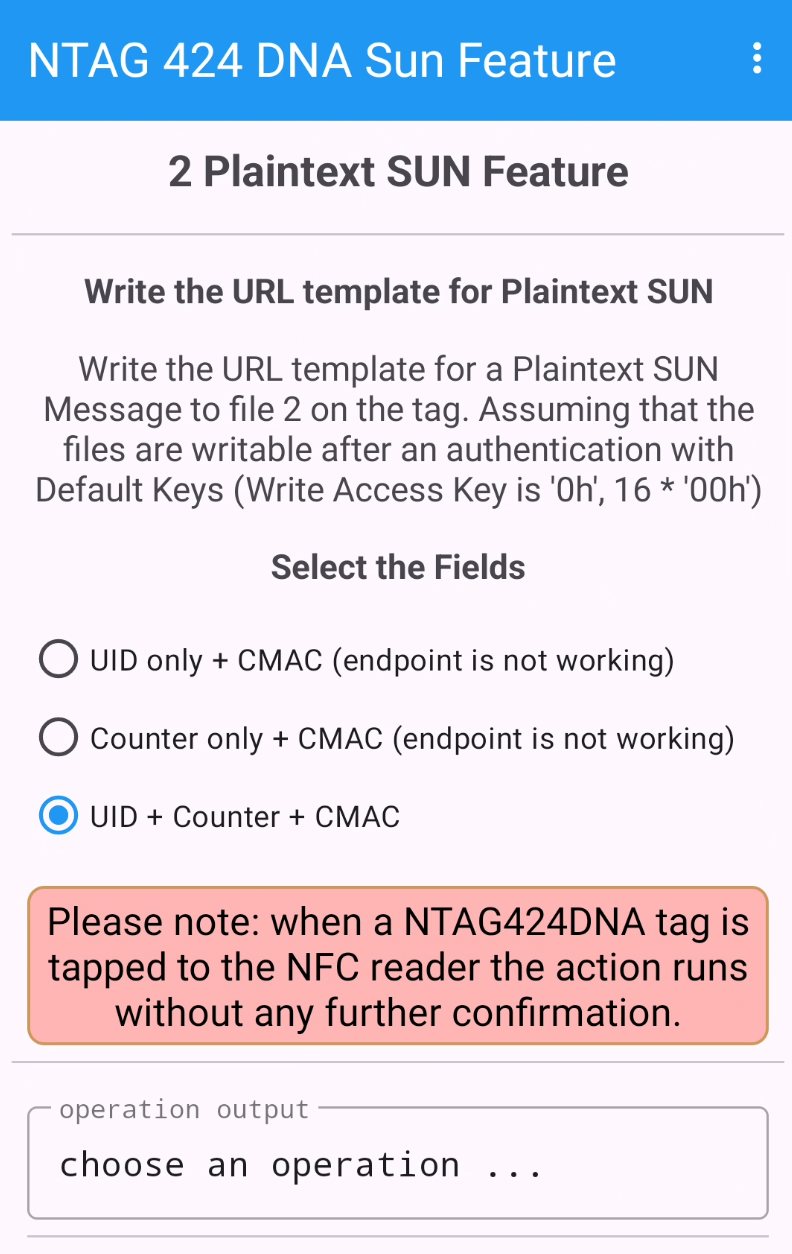 NTAG 424 DNA Sun Feature
2 Plaintext SUN Feature
Write the URL template for Plaintext SUN
Write the URL template for a Plaintext SUN
Message to file 2 on the tag. Assuming that the
files are writable after an authentication with
Default Keys (Write Access Key is '0h', 16 * '00h')
Select the Fields
UID only + CMAC (endpoint is not working)
Counter only + CMAC (endpoint is not working)
UID + Counter + CMAC
Please note: when a NTAG424DNA tag is
tapped to the NFC reader the action runs
without any further confirmation.
operation output
choose an operation ...